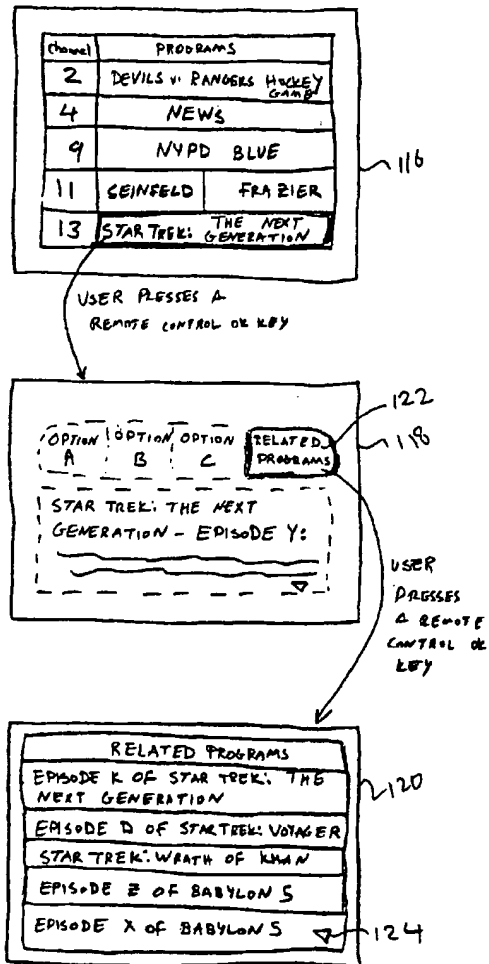 channel PROGRAMS
2 DEVILS v. RANGERS HOCKEY
GAME
4 NEWS
9 NYPD BLUE
116
11 SEINFELD FRAZIER
13 STAR TREK: THE NEXT
GENERATION
USER PRESSES A
REMOTE CONTROL OK KEY
122
118
OPTION OPTION OPTION RELATED
A B C PROGRAMS
STAR TREK: THE NEXT
GENERATION - EPISODE Y:
USER
PRESSES
A REMOTE
CONTROL OK
KEY
RELATED PROGRAMS
120
EPISODE K OF STAR TREK: THE
NEXT GENERATION
EPISODE D OF STAR TREK: VOYAGER
STAR TREK: WRATH OF KHAN
EPISODE Z OF BABYLON 5
EPISODE X OF BABYLON 5
124